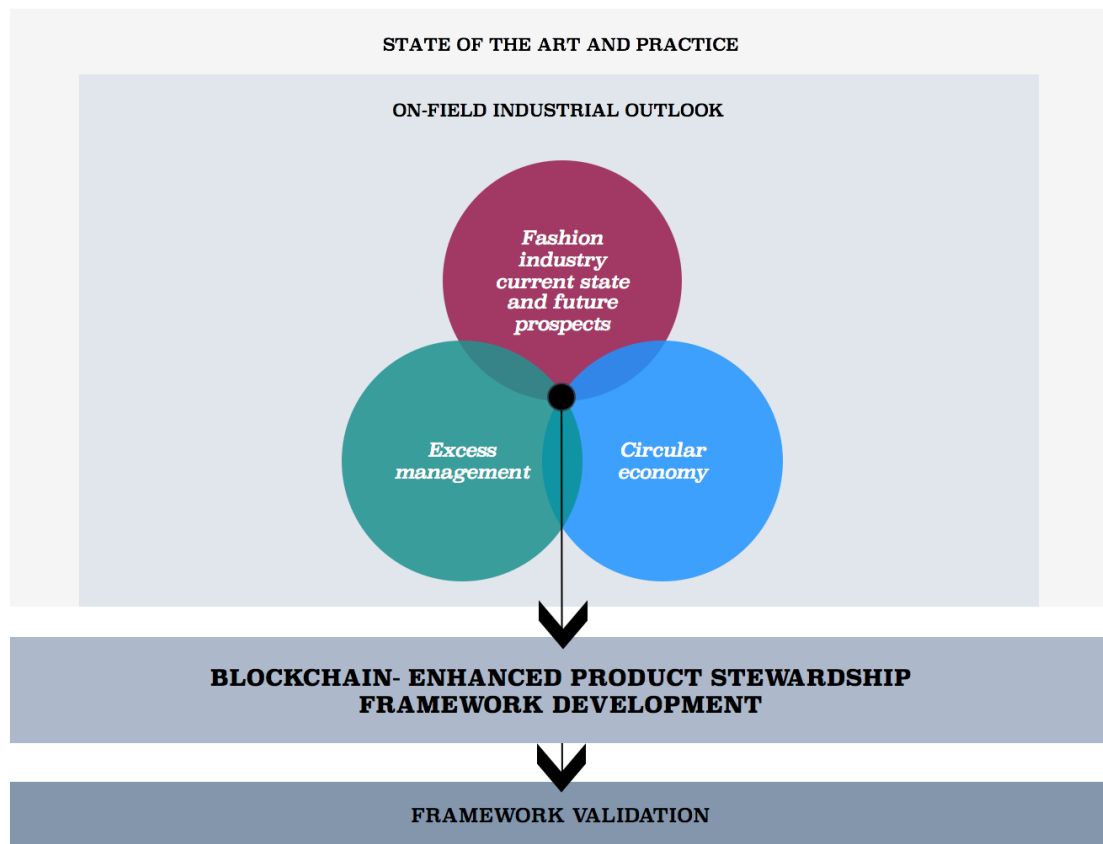 STATE OF THE ART AND PRACTICE
ON-FIELD INDUSTRIAL OUTLOOK
Fashion
industry
current state
and future
prospects
Excess
management
Circular
economy
BLOCKCHAIN- ENHANCED PRODUCT STEWARDSHIP
FRAMEWORK DEVELOPMENT
FRAMEWORK VALIDATION